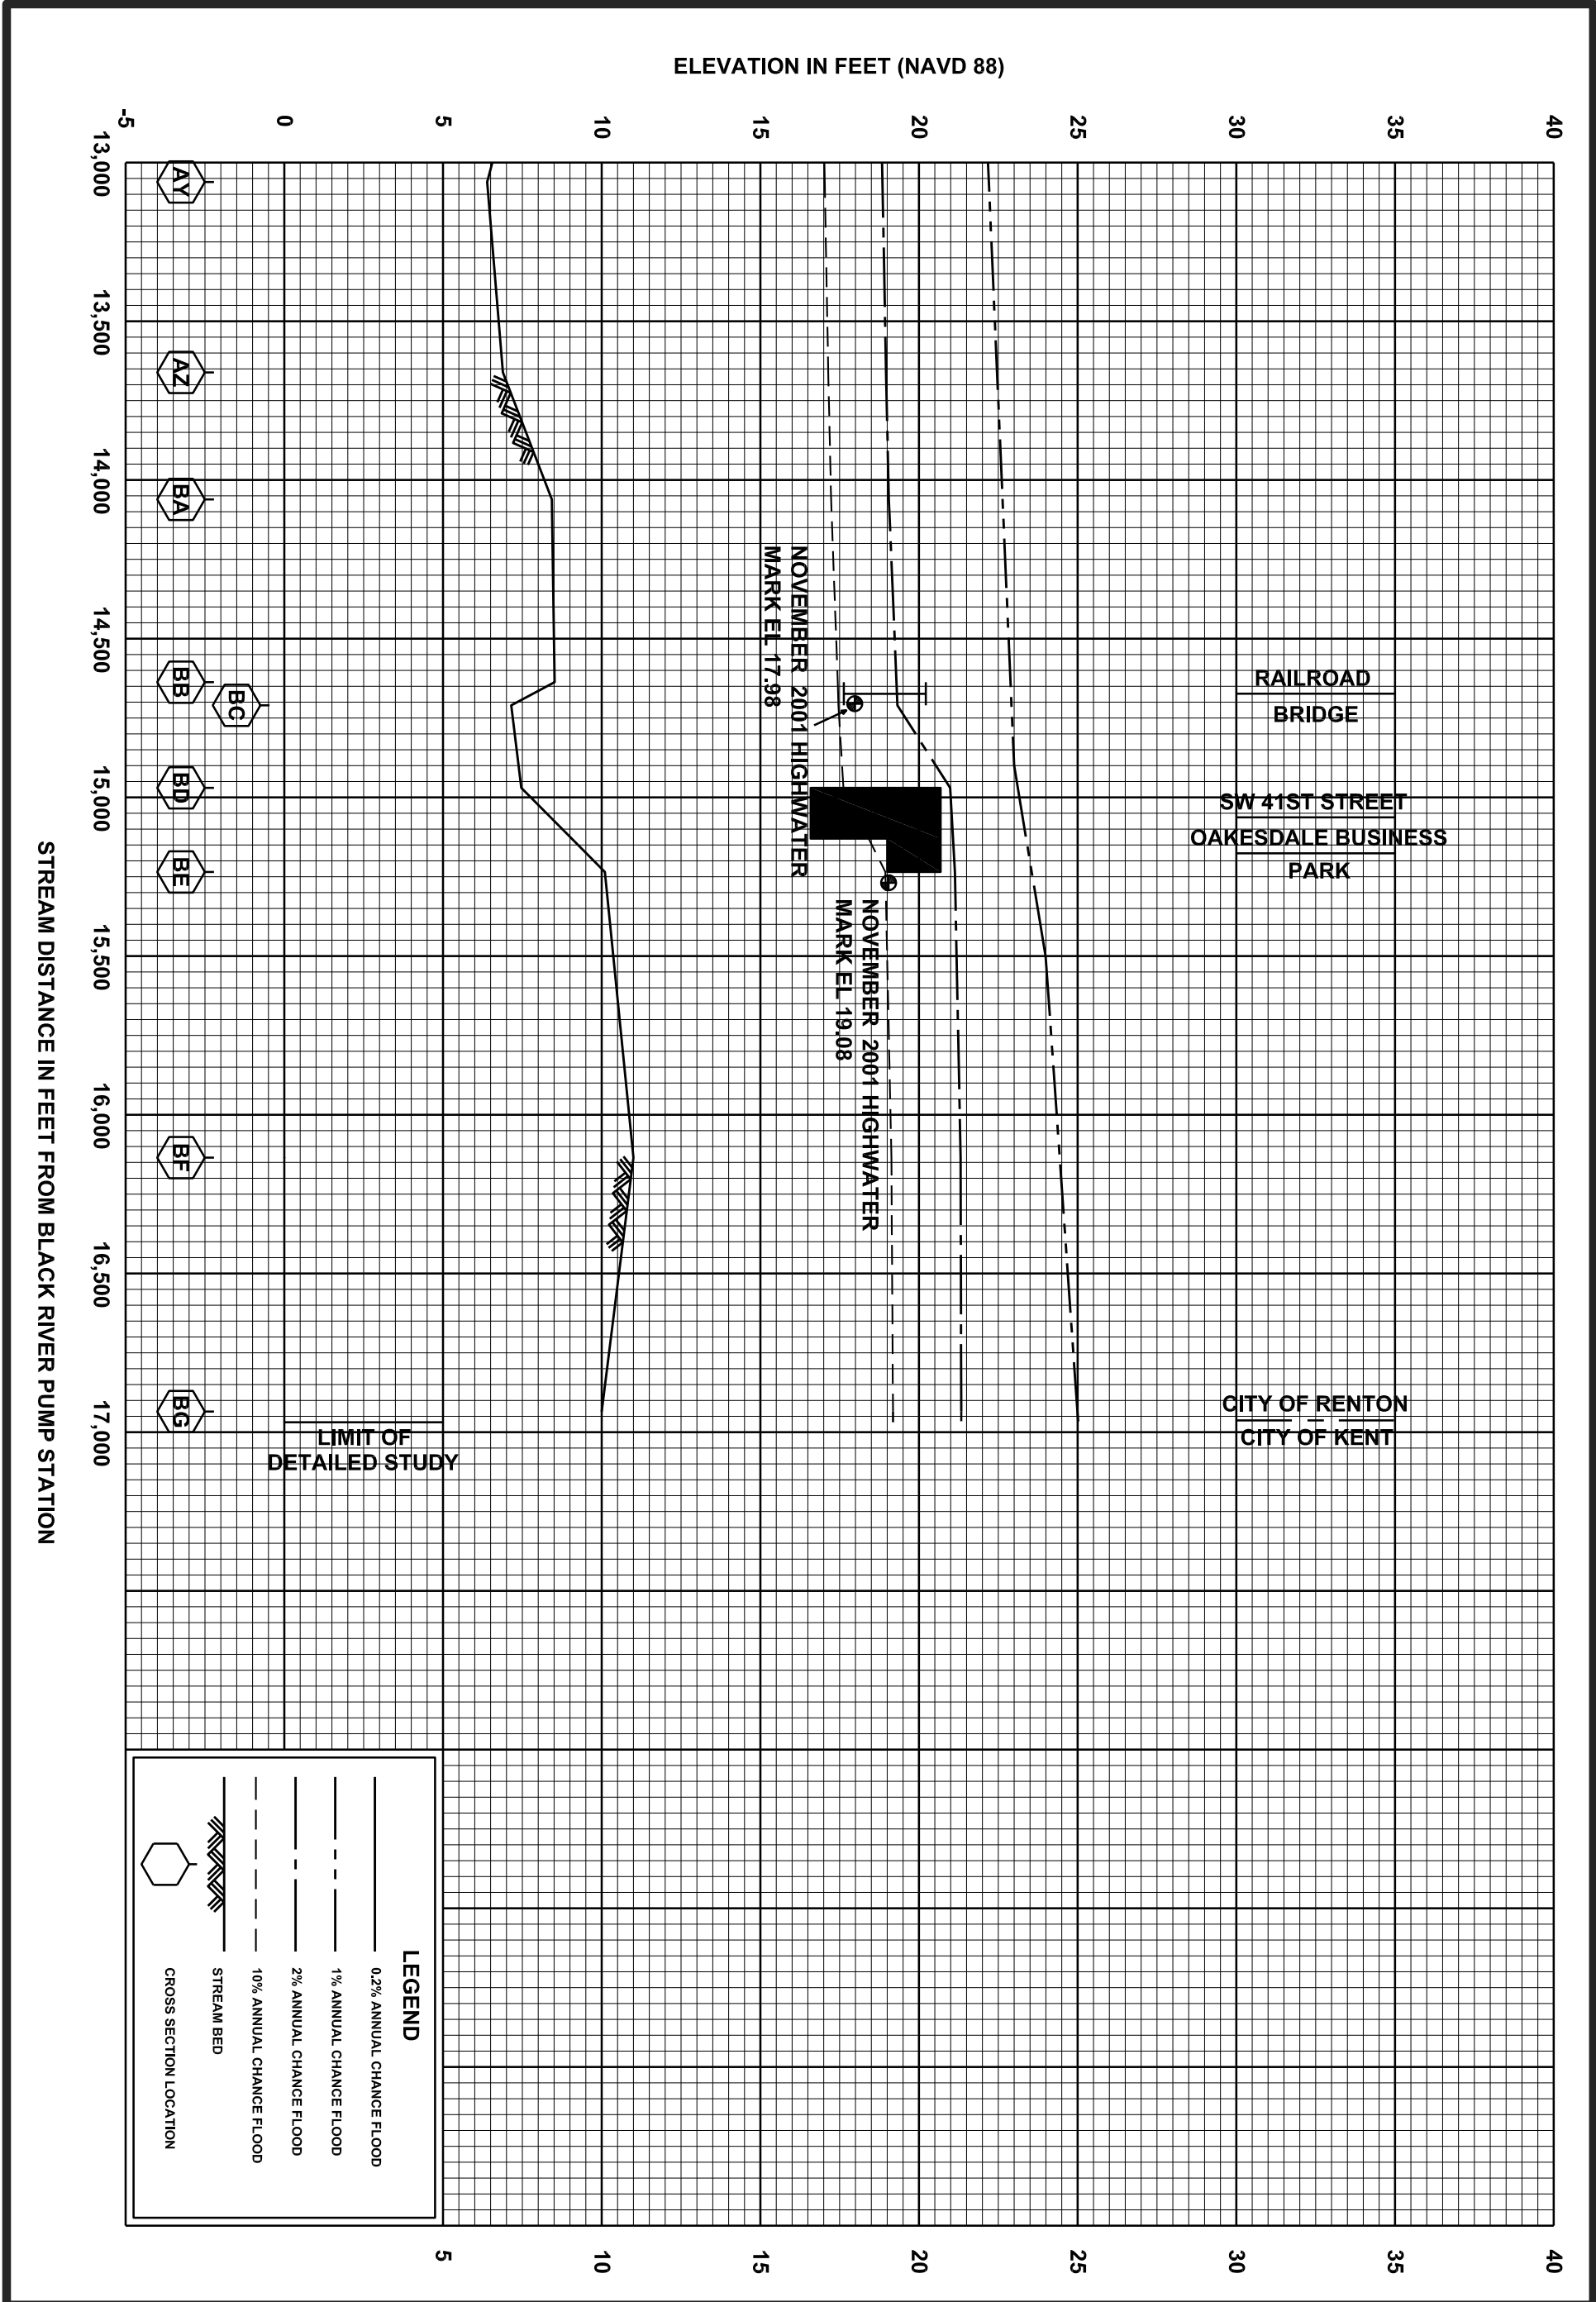 ELEVATION IN FEET (NAVD 88)
40
35
30
25
20
15
10
5
0
-5
40
35
30
25
20
15
10
5
RAILROAD
BRIDGE
SW 41ST STREET
OAKESDALE BUSINESS
PARK
CITY OF RENTON
CITY OF KENT
NOVEMBER 2001 HIGHWATER
MARK EL 17.98
NOVEMBER 2001 HIGHWATER
MARK EL 19.08
LIMIT OF
DETAILED STUDY
AY
AZ
BA
BB
BC
BD
BE
BF
BG
13,000
13,500
14,000
14,500
15,000
15,500
16,000
16,500
17,000
STREAM DISTANCE IN FEET FROM BLACK RIVER PUMP STATION
LEGEND
0.2% ANNUAL CHANCE FLOOD
1% ANNUAL CHANCE FLOOD
2% ANNUAL CHANCE FLOOD
10% ANNUAL CHANCE FLOOD
STREAM BED
CROSS SECTION LOCATION